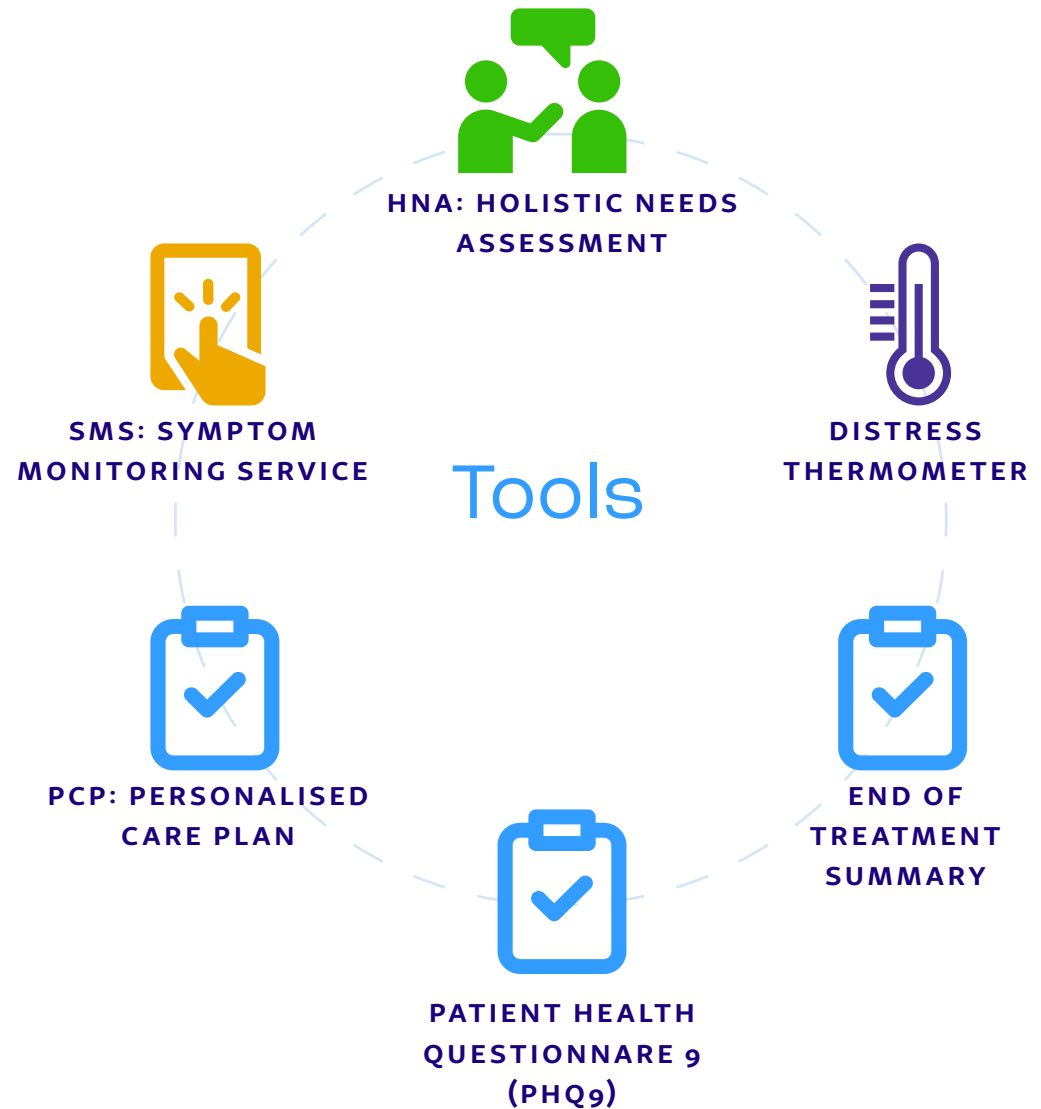 HNA: HOLISTIC NEEDS
ASSESSMENT
SMS: SYMPTOM
MONITORING SERVICE
DISTRESS
THERMOMETER
Tools
PCP: PERSONALISED
CARE PLAN
END OF
TREATMENT
SUMMARY
PATIENT HEALTH
QUESTIONNARE 9
(PHQ9)